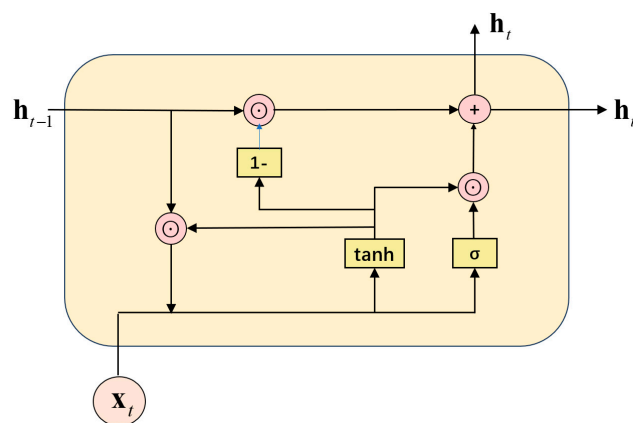 h_t
h_{t-1}
⊙
+
h_t
1-
⊙
⊙
tanh
σ
x_t